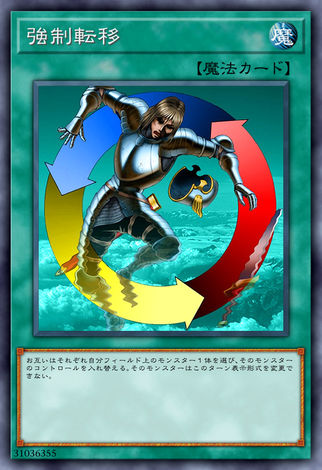 強制転移
魔
【魔法カード】
お互いはそれぞれ自分フィールド上のモンスター１体を選び、そのモンスター
のコントロールを入れ替える。そのモンスターはこのターン表示形式を変更で
きない。
31036355